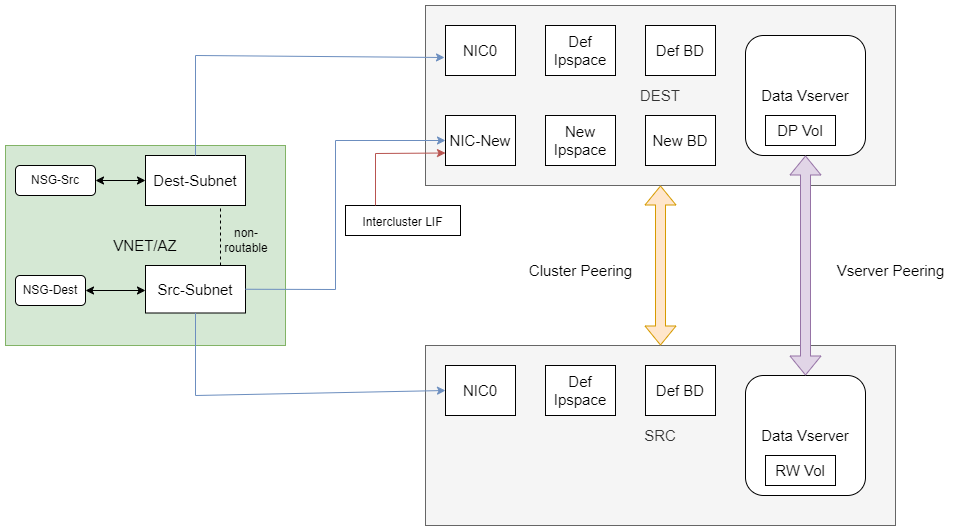 NIC0
Def
Ipspace
Def BD
DEST
Data Vserver
DP Vol
NIC-New
New
Ipspace
New BD
NSG-Src
Dest-Subnet
non-
routable
VNET/AZ
NSG-Dest
Src-Subnet
Intercluster LIF
Cluster Peering
Vserver Peering
NIC0
Def
Ipspace
Def BD
SRC
Data Vserver
RW Vol